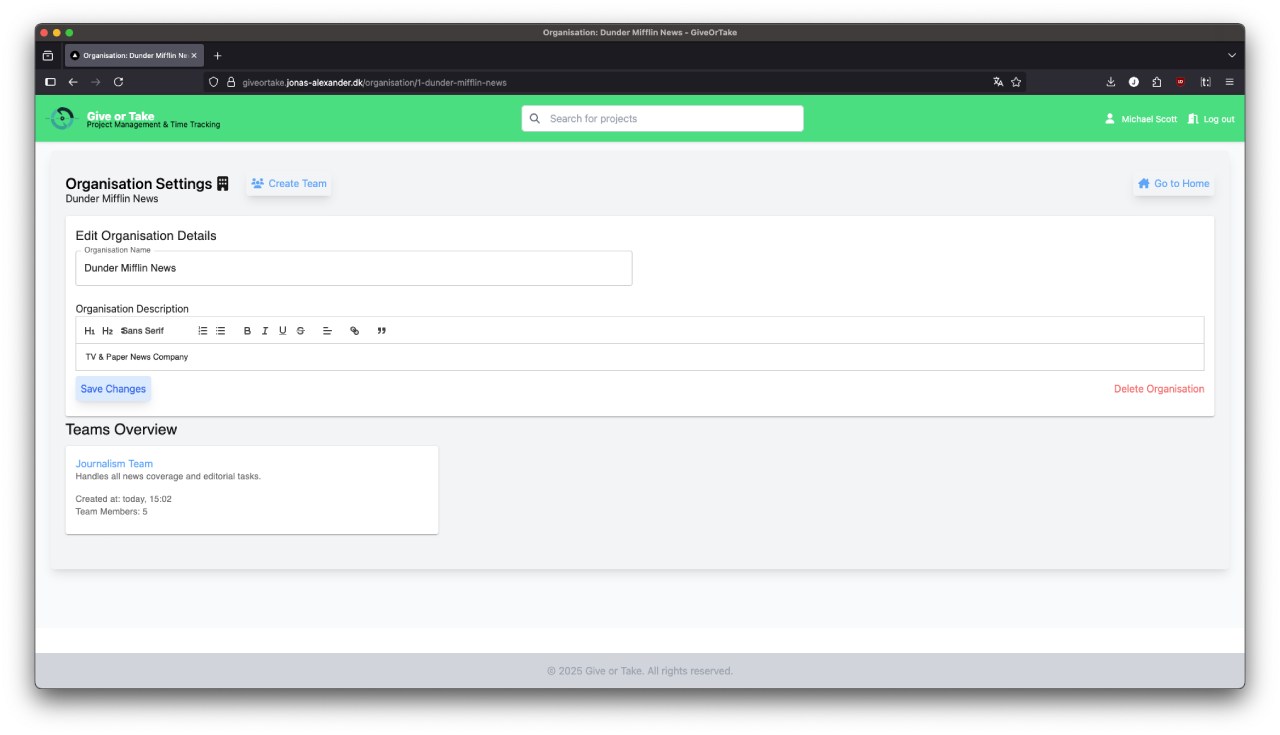 Organisation: Dunder Mifflin News - GiveOrTake
Organisation: Dunder Mifflin Ne
giveortake.jonas-alexander.dk/organisation/1-dunder-mifflin-news
Give or Take
Project Management & Time Tracking
Search for projects
Michael Scott
Log out
Organisation Settings
Create Team
Go to Home
Dunder Mifflin News
Edit Organisation Details
Organisation Name
Dunder Mifflin News
Organisation Description
H1 H2 Sans Serif B I U S
TV & Paper News Company
Save Changes
Delete Organisation
Teams Overview
Journalism Team
Handles all news coverage and editorial tasks.
Created at: today, 15:02
Team Members: 5
© 2025 Give or Take. All rights reserved.